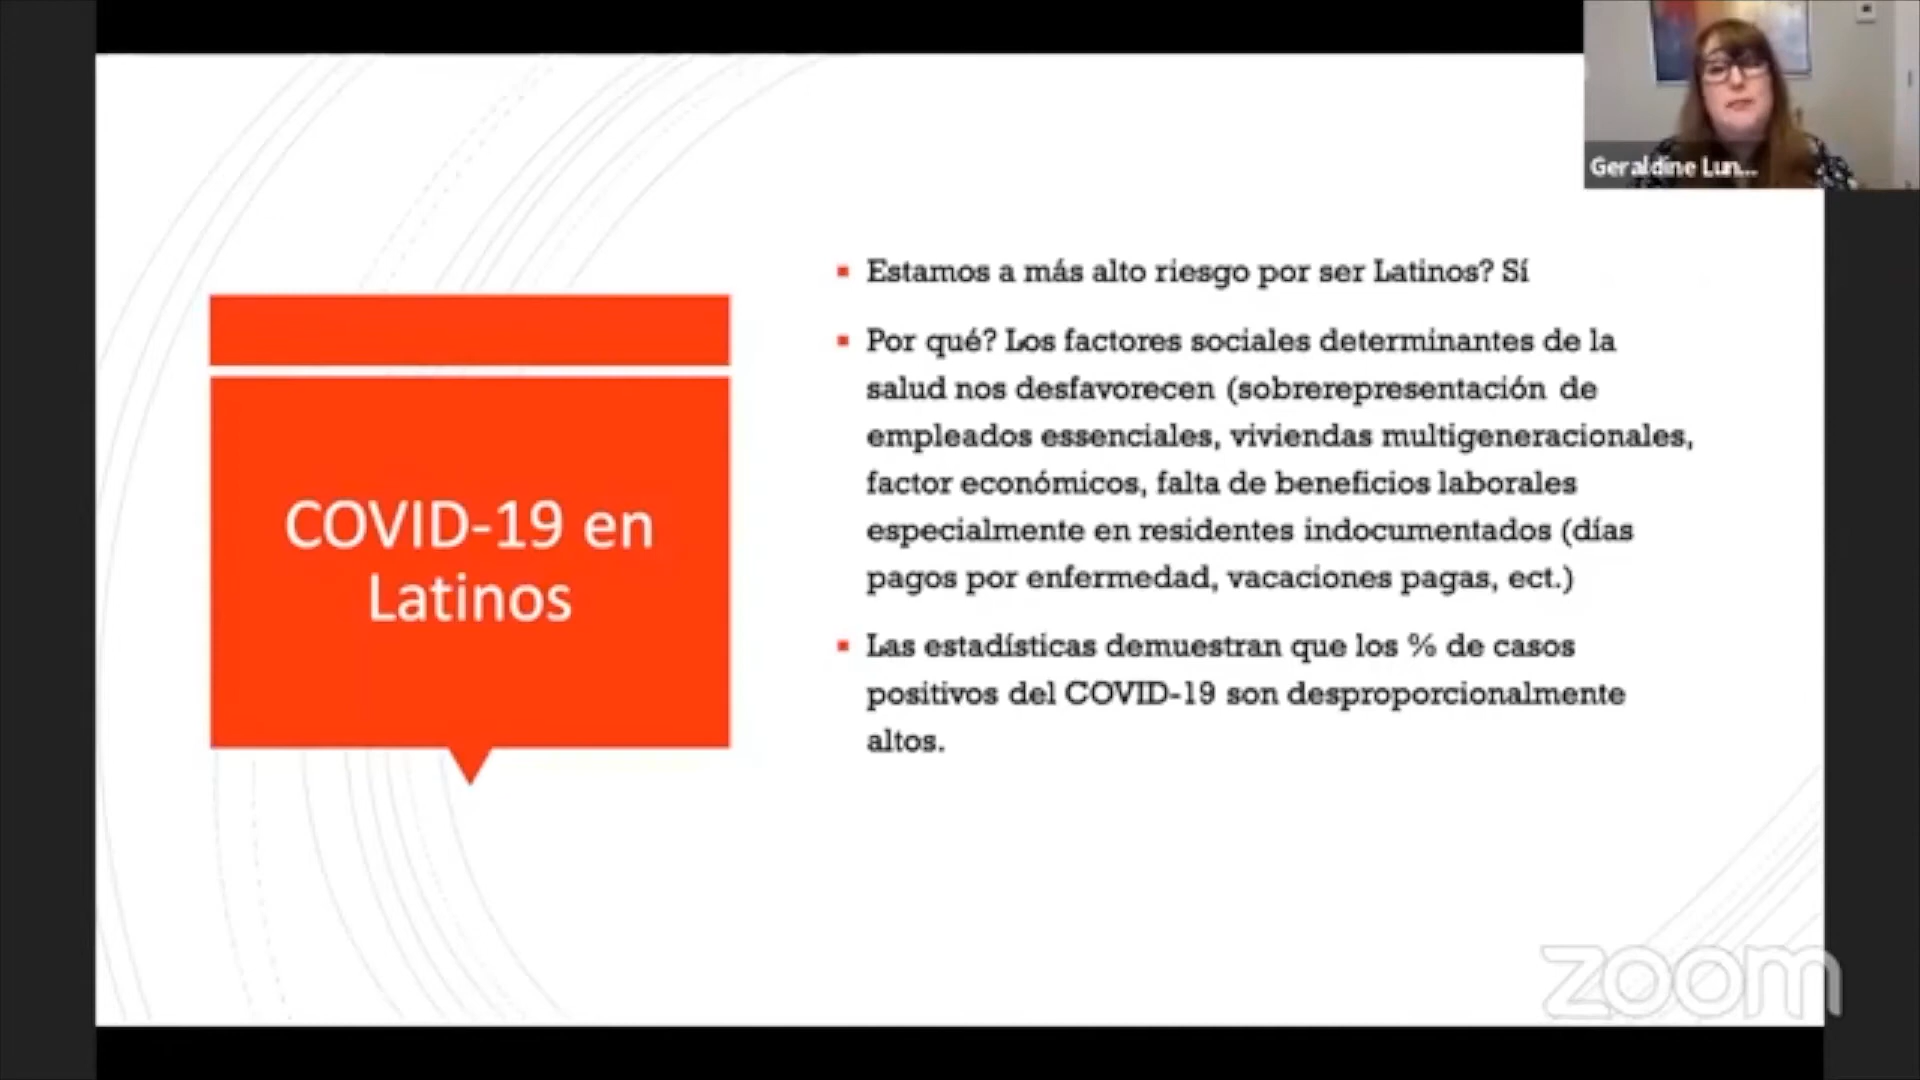 Geraldine Lun...
Estamos a más alto riesgo por ser Latinos? Sí
Por qué? Los factores sociales determinantes de la
salud nos desfavorecen (sobrerepresentación de
empleados essenciales, viviendas multigeneracionales,
factor económicos, falta de beneficios laborales
especialmente en residentes indocumentados (días
pagos por enfermedad, vacaciones pagas, ect.)
Las estadísticas demuestran que los % de casos
positivos del COVID-19 son desproporcionalmente
altos.
COVID-19 en
Latinos
zoom